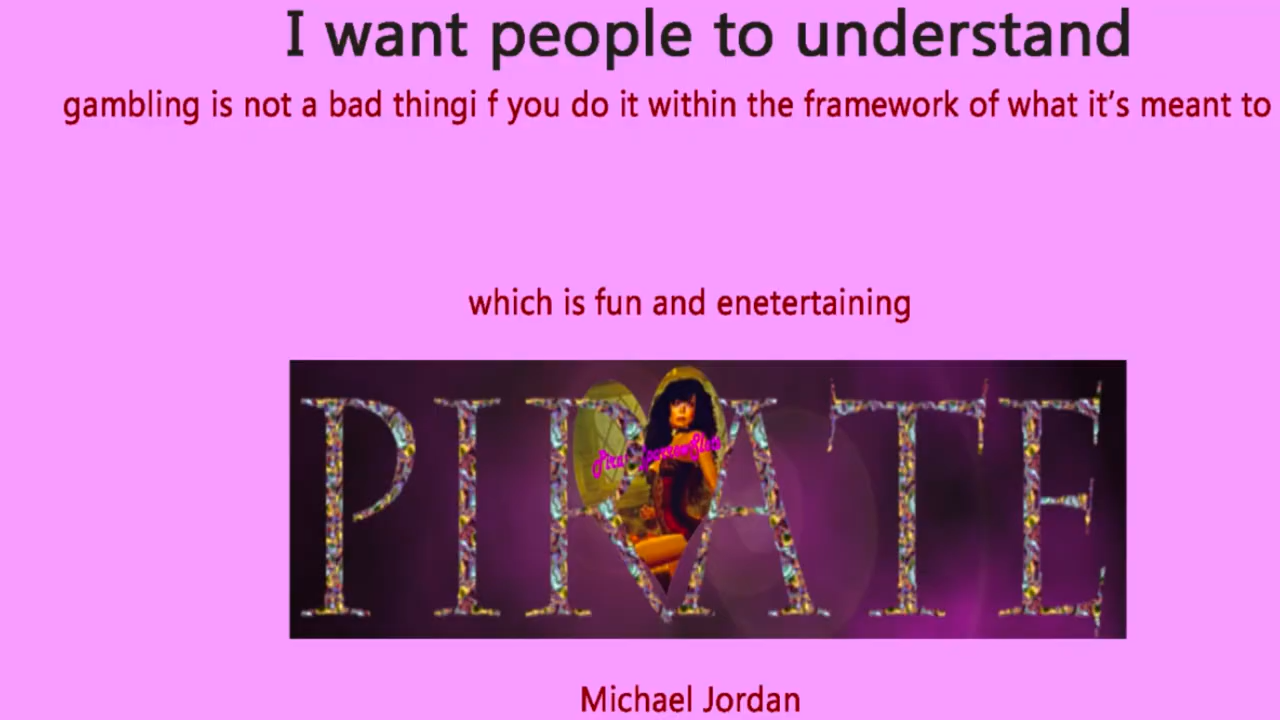 I want people to understand
gambling is not a bad thingi f you do it within the framework of what it’s meant to
which is fun and enetertaining
PIRATE
Michael Jordan